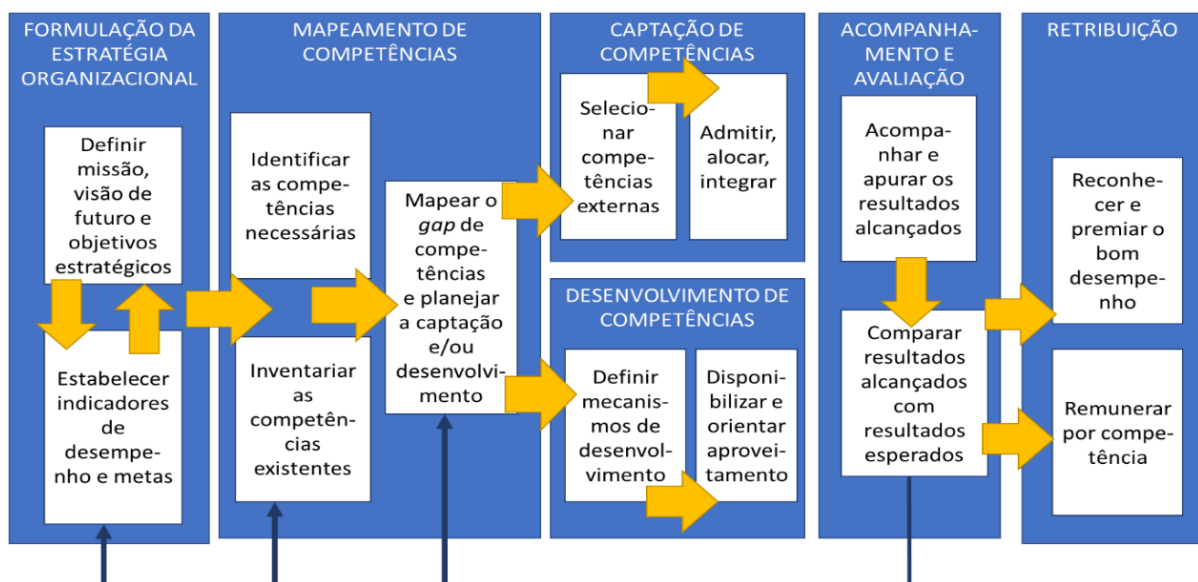 FORMULAÇÃO DA
ESTRATÉGIA
ORGANIZACIONAL
Definir
missão,
visão de
futuro e
objetivos
estratégicos
Estabelecer
indicadores
de
desempe-
nho e metas
MAPEAMENTO DE
COMPETÊNCIAS
Identificar
as compe-
tências
necessárias
Inventariar
as
competên-
cias
existentes
Mapear o
gap de
compe-
tências
e planejar
a captação
e/ou
desenvolvi-
mento
CAPTAÇÃO DE
COMPETÊNCIAS
Selecio-
nar
compe-
tências
externas
Admitir,
alocar,
integrar
DESENVOLVIMENTO DE
COMPETÊNCIAS
Definir
mecanis-
mos de
desenvol-
vimento
Disponi-
bilizar e
orientar
aprovei-
tamento
ACOMPANHA-
MENTO E
AVALIAÇÃO
Acompa-
nhar e
apurar os
resultados
alcançados
Comparar
resultados
alcançados
com
resultados
esperados
RETRIBUIÇÃO
Reconhe-
cer e
premiar o
bom
desempe-
nho
Remunerar
por compe-
tência